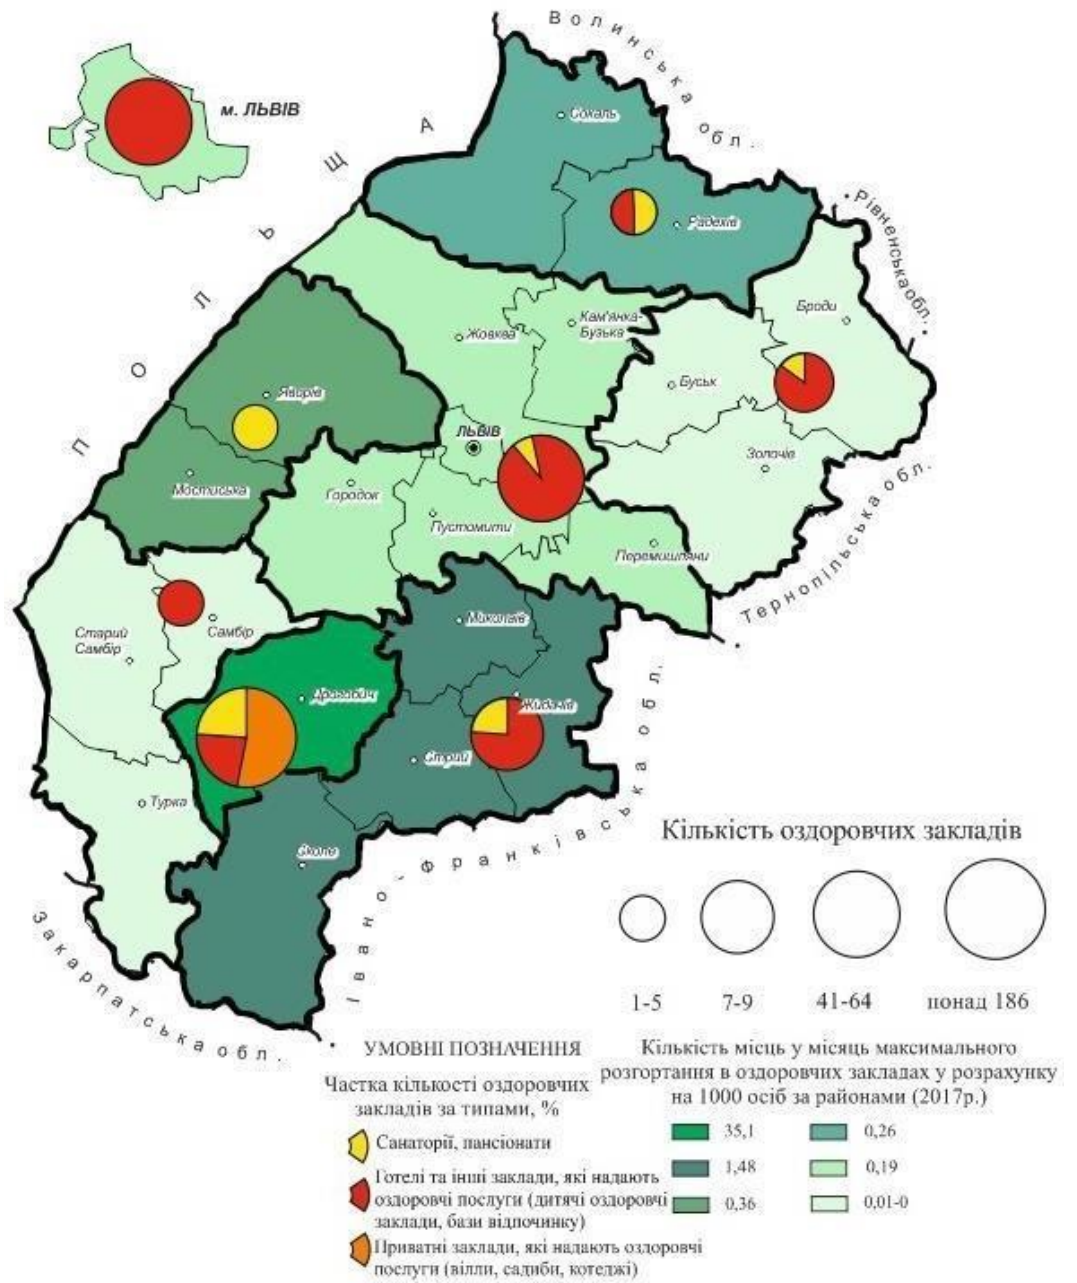 Волинська обл.
м. ЛЬВІВ
ПОЛЬЩА
Сокаль
Радехів
Рівненська обл.
Броди
Кам'янка-
Бузька
Жовква
Буськ
Яворів
ЛЬВІВ
Золочів
Мостиська
Городок
Пустомити
Перемишляни
Тернопільська обл.
Миколаїв
Самбір
Старий
Самбір
Дрогобич
Жидачів
Стрий
Турка
Сколе
Івано-Франківська обл.
Закарпатська обл.
Кількість оздоровчих закладів
1-5 7-9 41-64 понад 186
УМОВНІ ПОЗНАЧЕННЯ
Частка кількості оздоровчих
закладів за типами, %
Санаторії, пансіонати
Готелі та інші заклади, які надають
оздоровчі послуги (дитячі оздоровчі
заклади, бази відпочинку)
Приватні заклади, які надають оздоровчі
послуги (вілли, садиби, котеджі)
Кількість місць у місяць максимального
розгортання в оздоровчих закладах у розрахунку
на 1000 осіб за районами (2017р.)
35,1 0,26
1,48 0,19
0,36 0,01-0